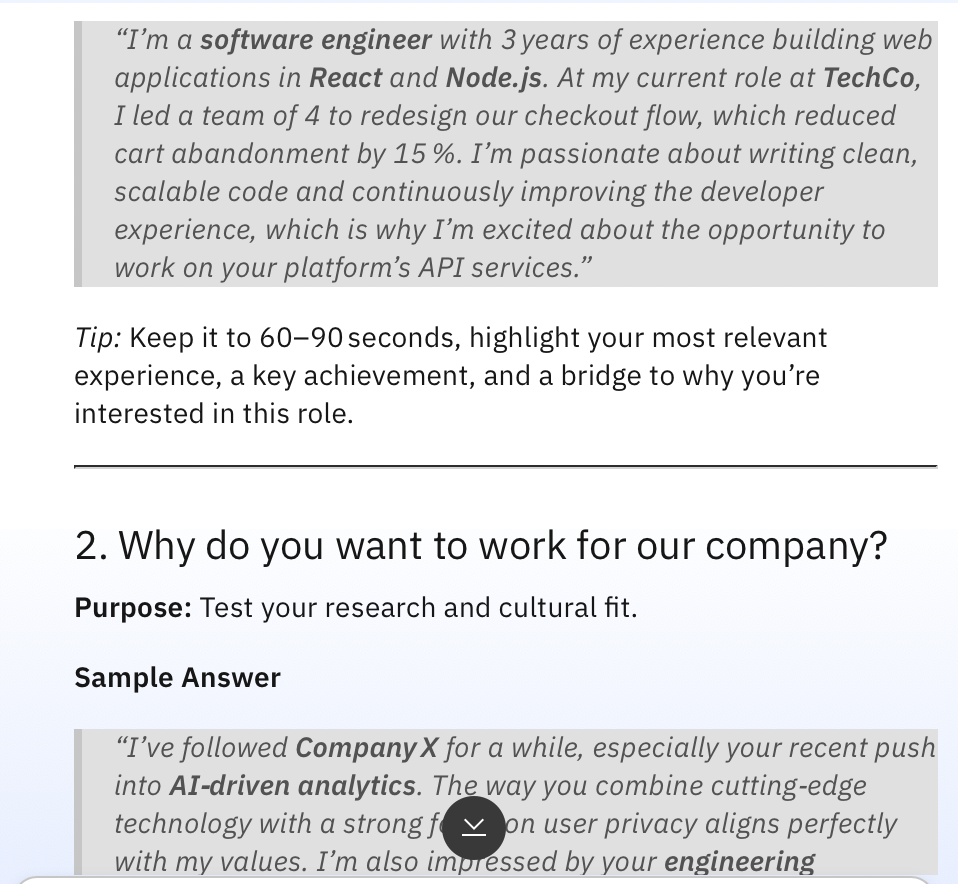 “I’m a software engineer with 3 years of experience building web
applications in React and Node.js. At my current role at TechCo,
I led a team of 4 to redesign our checkout flow, which reduced
cart abandonment by 15 %. I’m passionate about writing clean,
scalable code and continuously improving the developer
experience, which is why I’m excited about the opportunity to
work on your platform’s API services.”
Tip: Keep it to 60–90 seconds, highlight your most relevant
experience, a key achievement, and a bridge to why you’re
interested in this role.
2. Why do you want to work for our company?
Purpose: Test your research and cultural fit.
Sample Answer
“I’ve followed Company X for a while, especially your recent push
into AI-driven analytics. The way you combine cutting-edge
technology with a strong on user privacy aligns perfectly
with my values. I’m also impressed by your engineering